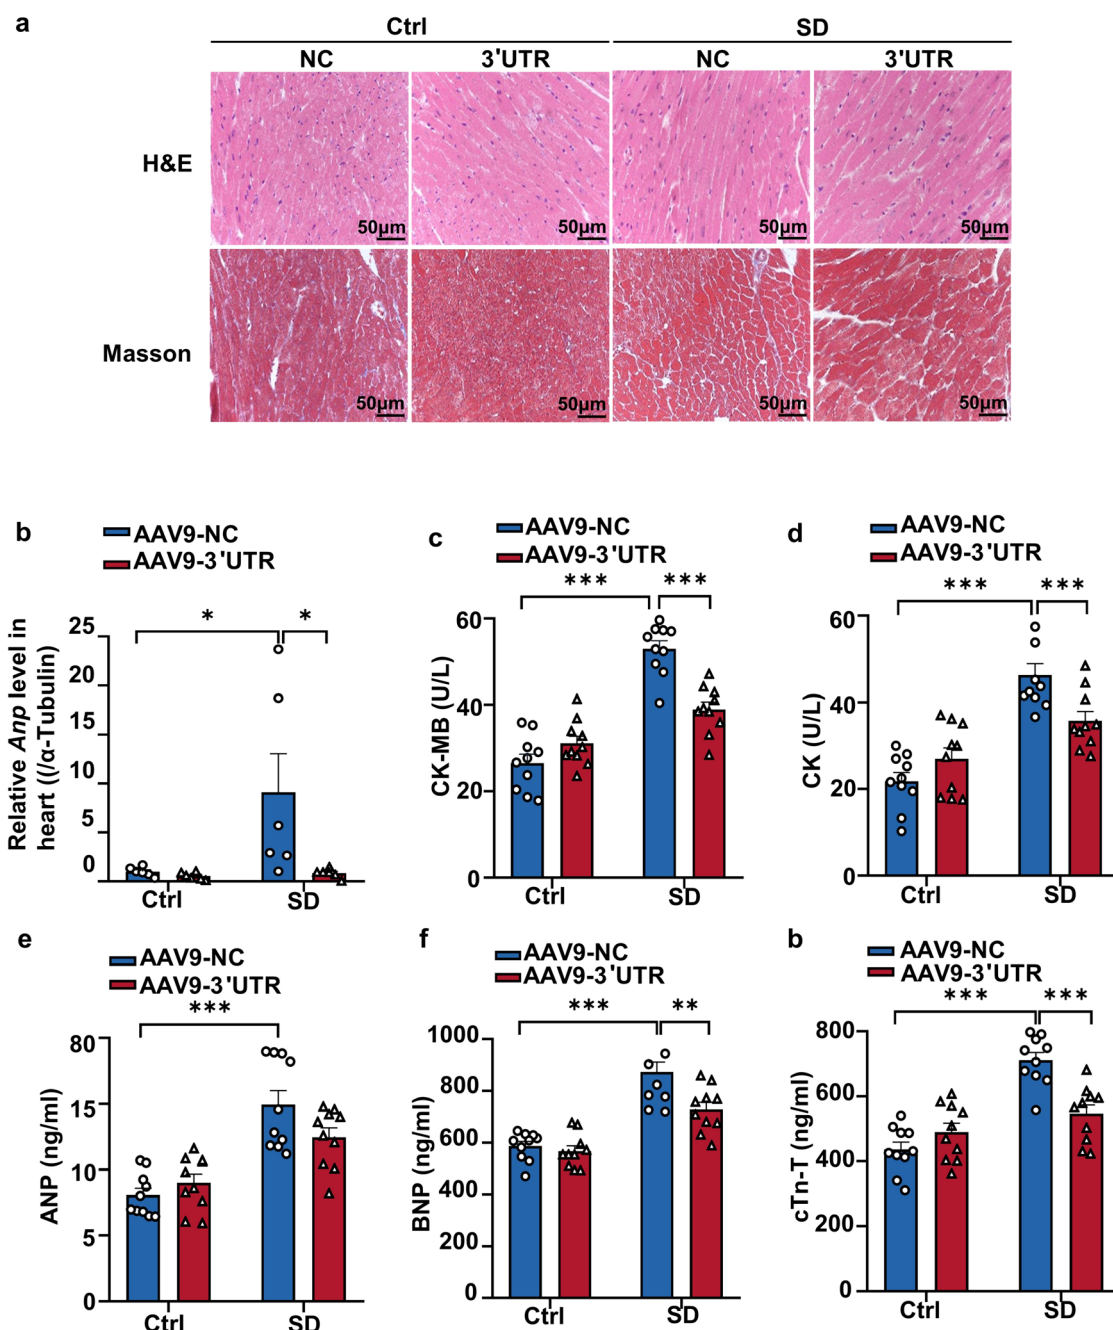 a
Ctrl SD
NC 3'UTR NC 3'UTR
H&E
50μm 50μm 50μm 50μm
Masson
50μm 50μm 50μm 50μm
b
AAV9-NC
AAV9-3'UTR
* *
Relative Anp level in
heart ((/α-Tubulin)
25
20
15
10
5
0
Ctrl SD
c
AAV9-NC
AAV9-3'UTR
*** ***
CK-MB (U/L)
60
40
20
0
Ctrl SD
d
AAV9-NC
AAV9-3'UTR
*** ***
CK (U/L)
60
40
20
0
Ctrl SD
e
AAV9-NC
AAV9-3'UTR
***
ANP (ng/ml)
80
15
10
5
0
Ctrl SD
f
AAV9-NC
AAV9-3'UTR
*** **
BNP (ng/ml)
1000
800
600
400
200
0
Ctrl SD
b
AAV9-NC
AAV9-3'UTR
*** ***
cTn-T (ng/ml)
800
600
400
200
0
Ctrl SD